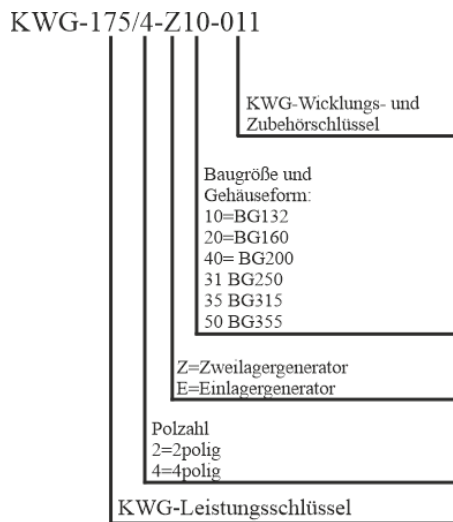 KWG-175/4-Z10-011
KWG-Wicklungs- und
Zubehörschlüssel
Baugröße und
Gehäuseform:
10=BG132
20=BG160
40= BG200
31 BG250
35 BG315
50 BG355
Z=Zweilagergenerator
E=Einlagergenerator
Polzahl
2=2polig
4=4polig
KWG-Leistungsschlüssel